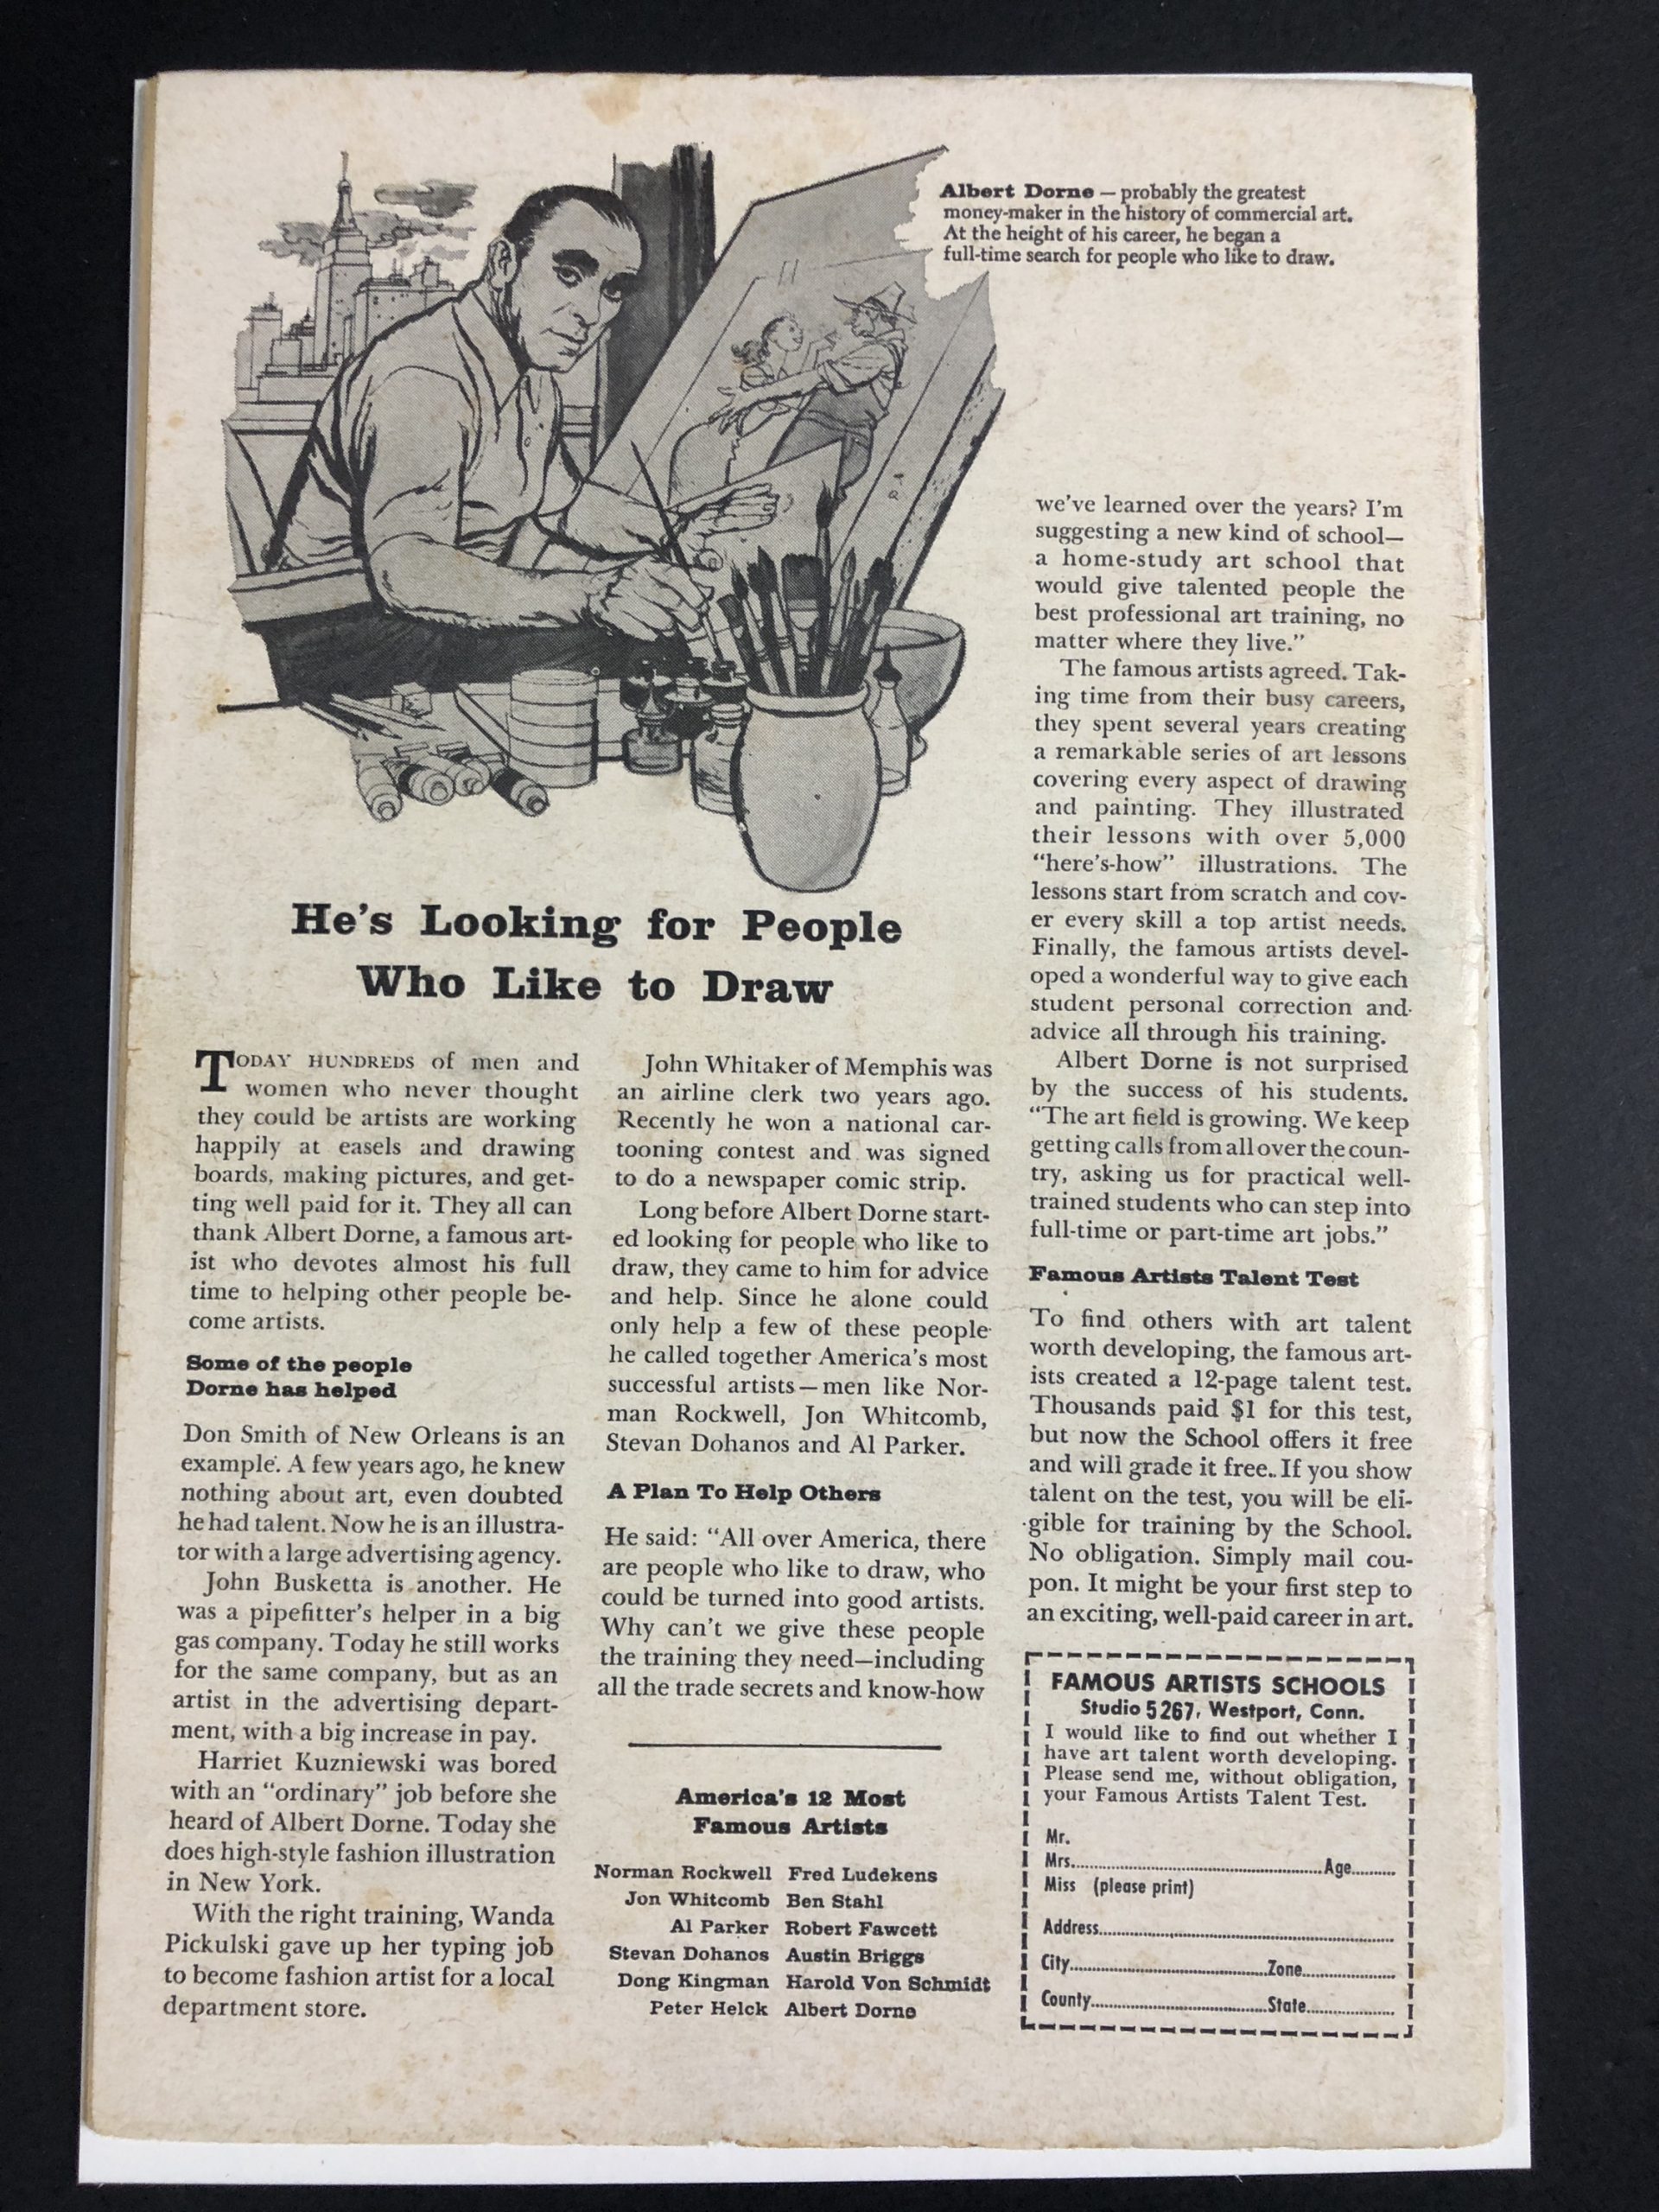 Albert Dorne — probably the greatest
money-maker in the history of commercial art.
At the height of his career, he began a
full-time search for people who like to draw.
He's Looking for People
Who Like to Draw
TODAY HUNDREDS of men and
women who never thought
they could be artists are working
happily at easels and drawing
boards, making pictures, and get-
ting well paid for it. They all can
thank Albert Dorne, a famous art-
ist who devotes almost his full
time to helping other people be-
come artists.
Some of the people
Dorne has helped
Don Smith of New Orleans is an
example. A few years ago, he knew
nothing about art, even doubted
he had talent. Now he is an illustra-
tor with a large advertising agency.
John Busketta is another. He
was a pipefitter's helper in a big
gas company. Today he still works
for the same company, but as an
artist in the advertising depart-
ment, with a big increase in pay.
Harriet Kuzniewski was bored
with an "ordinary" job before she
heard of Albert Dorne. Today she
does high-style fashion illustration
in New York.
With the right training, Wanda
Pickulski gave up her typing job
to become fashion artist for a local
department store.
John Whitaker of Memphis was
an airline clerk two years ago.
Recently he won a national car-
tooning contest and was signed
to do a newspaper comic strip.
Long before Albert Dorne start-
ed looking for people who like to
draw, they came to him for advice
and help. Since he alone could
only help a few of these people
he called together America's most
successful artists — men like Nor-
man Rockwell, Jon Whitcomb,
Stevan Dohanos and Al Parker.
A Plan To Help Others
He said: "All over America, there
are people who like to draw, who
could be turned into good artists.
Why can't we give these people
the training they need—including
all the trade secrets and know-how
we've learned over the years? I'm
suggesting a new kind of school—
a home-study art school that
would give talented people the
best professional art training, no
matter where they live."
The famous artists agreed. Tak-
ing time from their busy careers,
they spent several years creating
a remarkable series of art lessons
covering every aspect of drawing
and painting. They illustrated
their lessons with over 5,000
"here's-how" illustrations. The
lessons start from scratch and cov-
er every skill a top artist needs.
Finally, the famous artists devel-
oped a wonderful way to give each
student personal correction and
advice all through his training.
Albert Dorne is not surprised
by the success of his students.
"The art field is growing. We keep
getting calls from all over the coun-
try, asking us for practical well-
trained students who can step into
full-time or part-time art jobs."
Famous Artists Talent Test
To find others with art talent
worth developing, the famous art-
ists created a 12-page talent test.
Thousands paid $1 for this test,
but now the School offers it free
and will grade it free. If you show
talent on the test, you will be eli-
gible for training by the School.
No obligation. Simply mail cou-
pon. It might be your first step to
an exciting, well-paid career in art.
America's 12 Most
Famous Artists
Norman Rockwell Fred Ludekens
Jon Whitcomb Ben Stahl
Al Parker Robert Fawcett
Stevan Dohanos Austin Briggs
Dong Kingman Harold Von Schmidt
Peter Helck Albert Dorne
FAMOUS ARTISTS SCHOOLS
Studio 5267, Westport, Conn.
I would like to find out whether I
have art talent worth developing.
Please send me, without obligation,
your Famous Artists Talent Test.
Mr.
Mrs. Age
Miss (please print)
Address
City Zone
County State